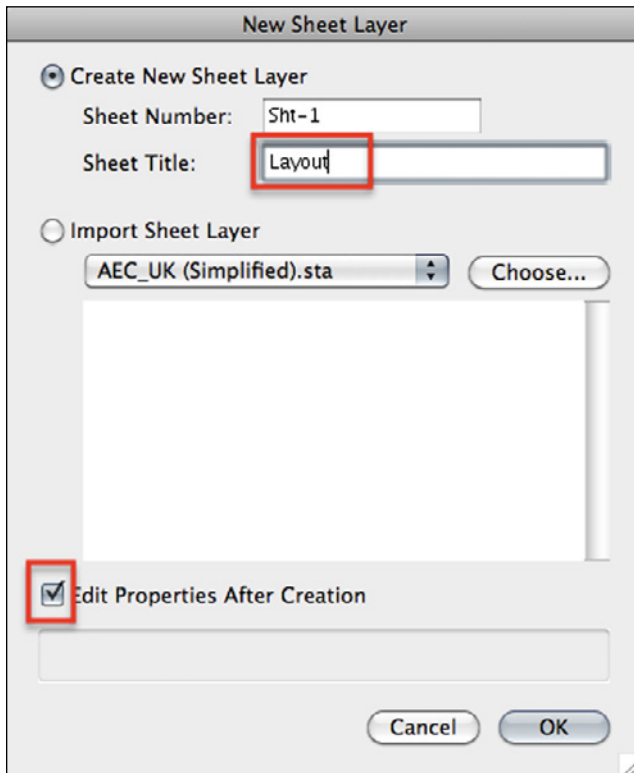 New Sheet Layer
Create New Sheet Layer
Sheet Number: Sht-1
Sheet Title: Layout
Import Sheet Layer
AEC_UK (Simplified).sta Choose...
Edit Properties After Creation
Cancel OK